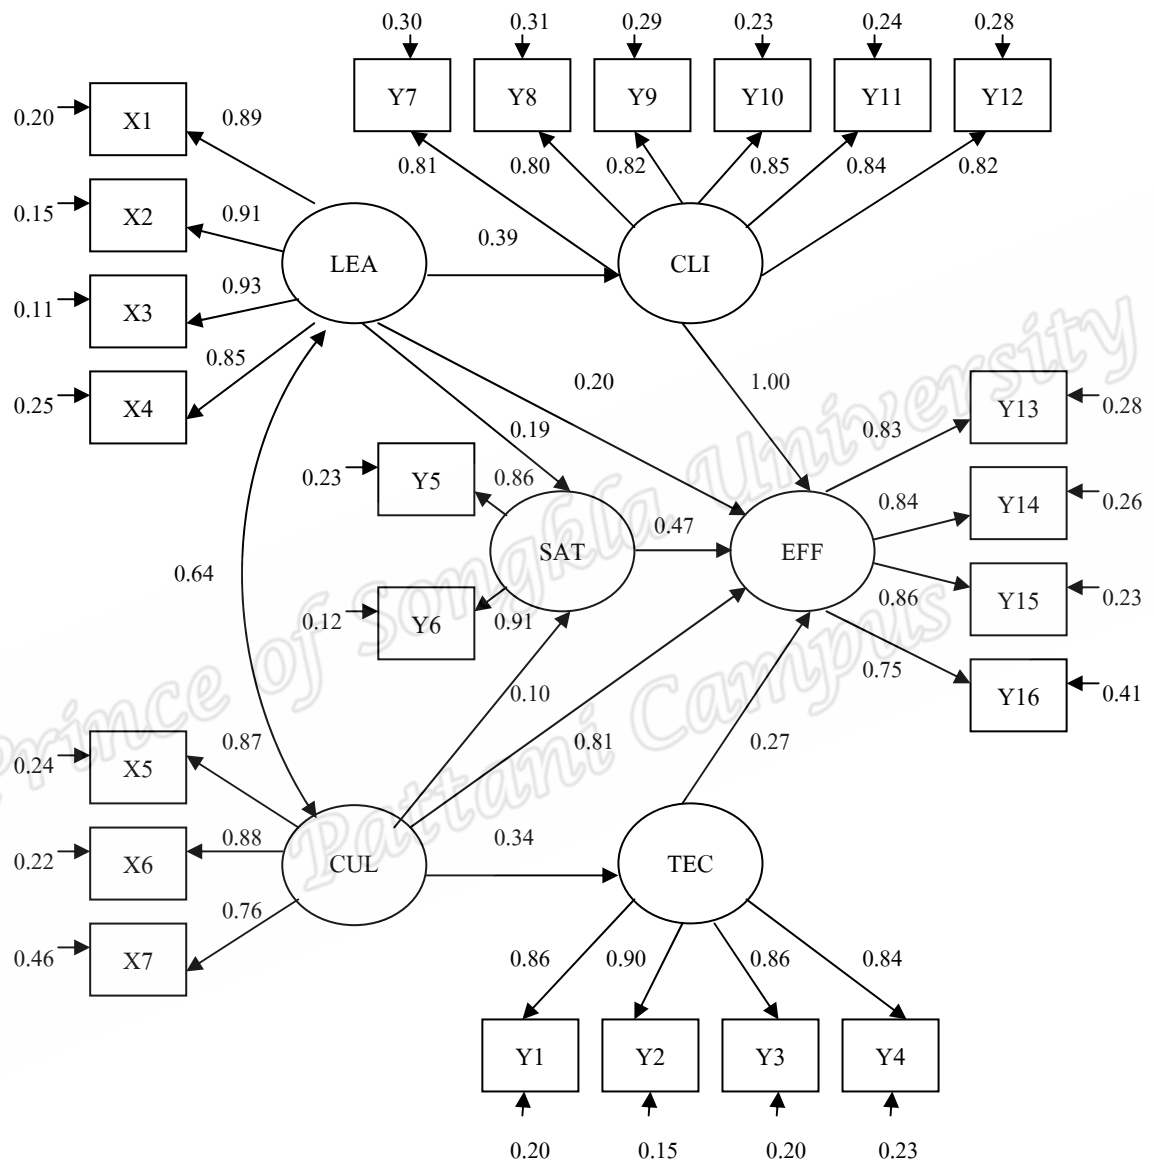 0.30 0.31 0.29 0.23 0.24 0.28
Y7 Y8 Y9 Y10 Y11 Y12
0.20 X1 0.89
0.81 0.80 0.82 0.85 0.84 0.82
0.15 X2 0.91
LEA 0.39 CLI
0.11 X3 0.93
0.25 X4 0.85
0.20 1.00
0.19
0.83 Y13 0.28
0.23 Y5 0.86
0.84 Y14 0.26
SAT 0.47 EFF
0.64
0.12 Y6 0.91
0.86 Y15 0.23
0.75 Y16 0.41
0.10
0.81 0.27
0.24 X5 0.87
0.22 X6 0.88
CUL 0.34 TEC
0.46 X7 0.76
0.86 0.90 0.86 0.84
Y1 Y2 Y3 Y4
0.20 0.15 0.20 0.23
Prince of Songkla University
Pattani Campus